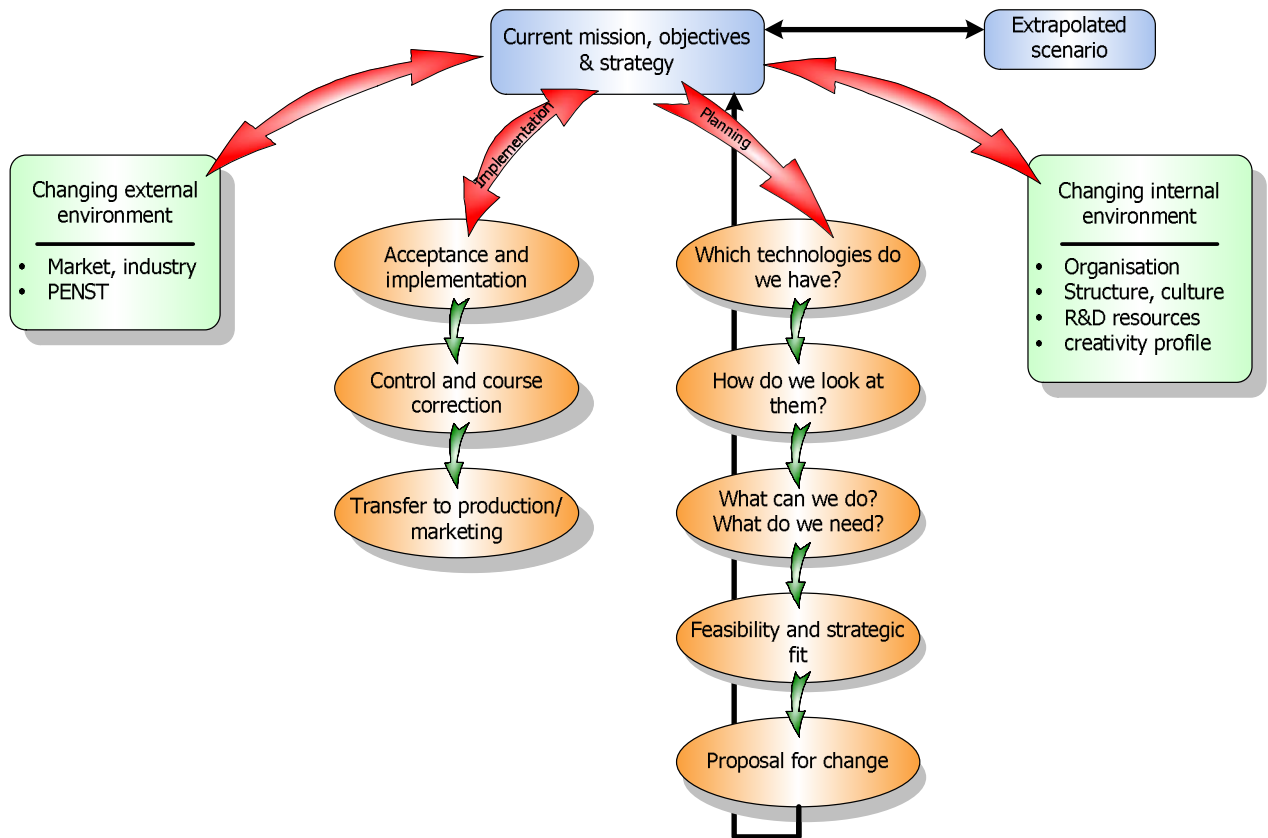 Current mission, objectives
& strategy
Extrapolated
scenario
Implementation
Planning
Changing external
environment
• Market, industry
• PENST
Changing internal
environment
• Organisation
• Structure, culture
• R&D resources
• creativity profile
Acceptance and
implementation
Control and course
correction
Transfer to production/
marketing
Which technologies do
we have?
How do we look at
them?
What can we do?
What do we need?
Feasibility and strategic
fit
Proposal for change